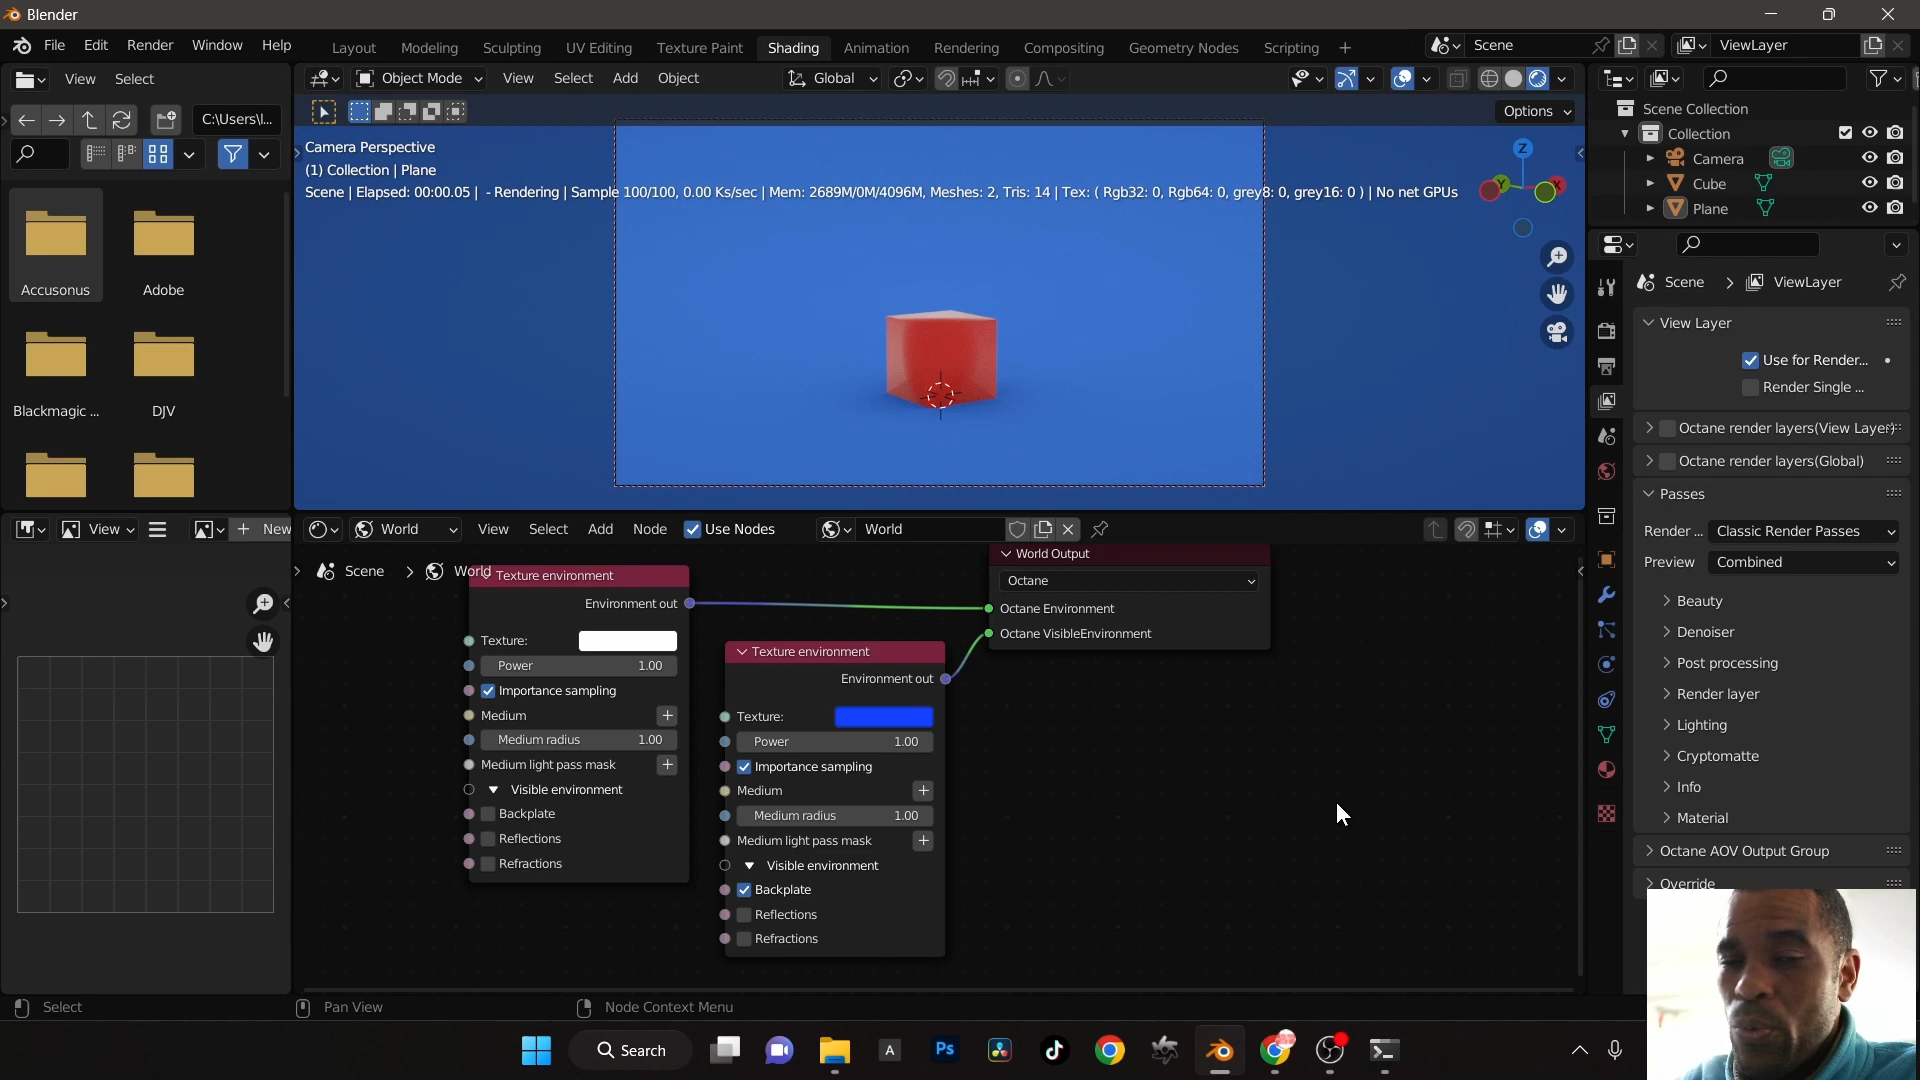 Blender
File Edit Render Window Help
Layout Modeling Sculpting UV Editing Texture Paint Shading Animation Rendering Compositing Geometry Nodes Scripting +
Scene
ViewLayer
View Select
Object Mode View Select Add Object
Global
C:\Users\l...
Options
Accusonus
Adobe
Blackmagic ...
DJV
Camera Perspective
(1) Collection | Plane
Scene | Elapsed: 00:00.05 | - Rendering | Sample 100/100, 0.00 Ks/sec | Mem: 2689M/0M/4096M, Meshes: 2, Tris: 14 | Tex: ( Rgb32: 0, Rgb64: 0, grey8: 0, grey16: 0 ) | No net GPUs
Z
Y
X
Scene Collection
Collection
Camera
Cube
Plane
Scene > ViewLayer
View Layer
Use for Render...
Render Single ...
Octane render layers(View Layer)
Octane render layers(Global)
Passes
Render ... Classic Render Passes
Preview Combined
Beauty
Denoiser
Post processing
Render layer
Lighting
Cryptomatte
Info
Material
Octane AOV Output Group
Override
View
+ New
World View Select Add Node Use Nodes World
Scene > World
Texture environment
Environment out
Texture:
Power 1.00
Importance sampling
Medium +
Medium radius 1.00
Medium light pass mask +
Visible environment
Backplate
Reflections
Refractions
Texture environment
Environment out
Texture:
Power 1.00
Importance sampling
Medium +
Medium radius 1.00
Medium light pass mask +
Visible environment
Backplate
Reflections
Refractions
World Output
Octane
Octane Environment
Octane VisibleEnvironment
Select
Pan View
Node Context Menu
Search
A
Ps